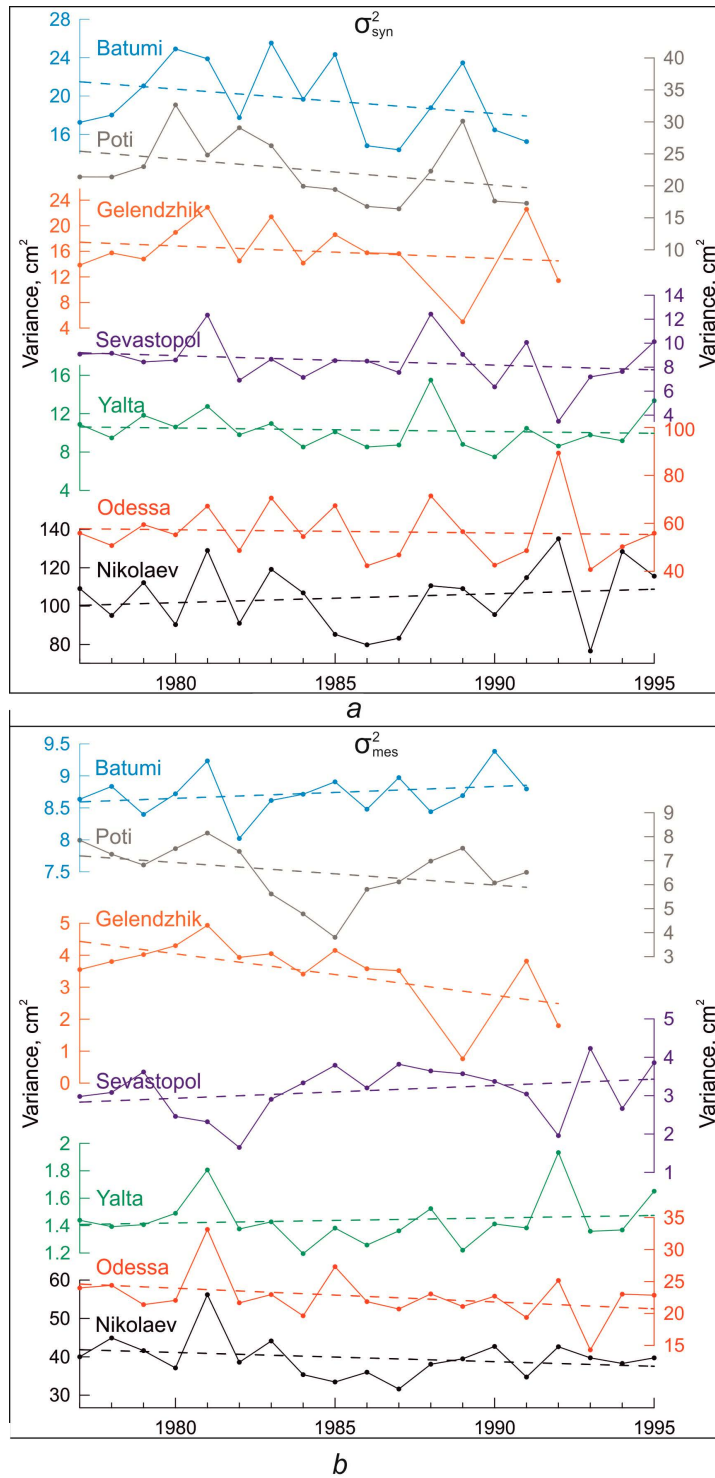 σ²syn
28
24
20
16
Batumi
40
30
20
10
Poti
24
20
16
12
8
4
Gelendzhik
14
12
10
8
6
4
Sevastopol
16
12
8
4
Yalta
100
80
60
40
Odessa
140
120
100
80
Nikolaev
Variance, cm²
Variance, cm²
1980 1985 1990 1995
a
σ²mes
9.5
9
8.5
8
7.5
Batumi
9
8
7
6
5
4
3
Poti
5
4
3
2
1
0
Gelendzhik
5
4
3
2
1
Sevastopol
2
1.8
1.6
1.4
1.2
Yalta
35
30
25
20
15
Odessa
60
50
40
30
Nikolaev
Variance, cm²
Variance, cm²
1980 1985 1990 1995
b